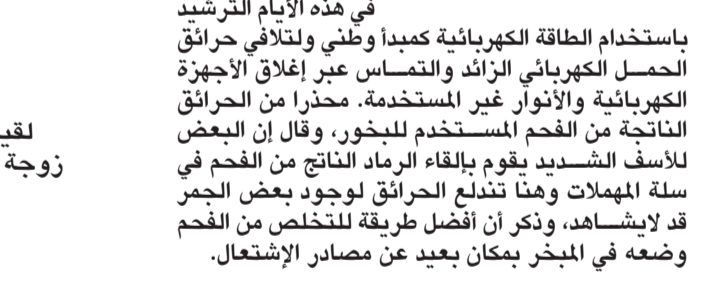 في هذه الأيام الترشيد
باستخدام الطاقة الكهربائية كمبدأ وطني ولتلافي حرائق
الحمـل الكهربائي الزائد والتمـاس عبر إغلاق الأجهزة
الكهربائية والأنوار غير المستخدمة. محذرا من الحرائق
الناتجة من الفحم المسـتخدم للبخور، وقال إن البعض
للأسف الشـديد يقوم بإلقاء الرماد الناتج من الفحم في
سلة المهملات وهنا تندلع الحرائق لوجود بعض الجمر
قد لايشـاهد، وذكر أن أفضل طريقة للتخلص من الفحم
وضعه في المبخر بمكان بعيد عن مصادر الإشتعال.
زوجة